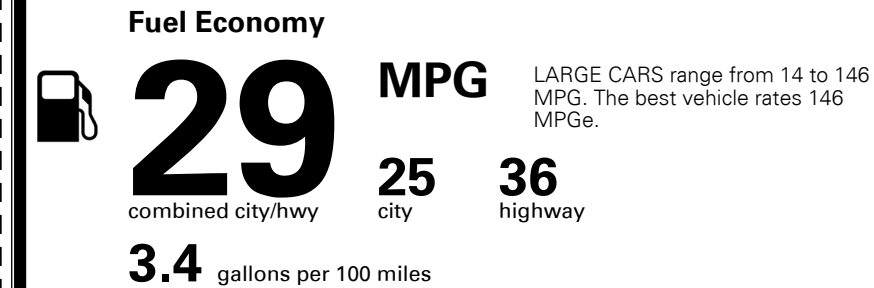 Fuel Economy
29
MPG
LARGE CARS range from 14 to 146
MPG. The best vehicle rates 146
MPGe.
combined city/hwy
25
city
36
highway
3.4 gallons per 100 miles